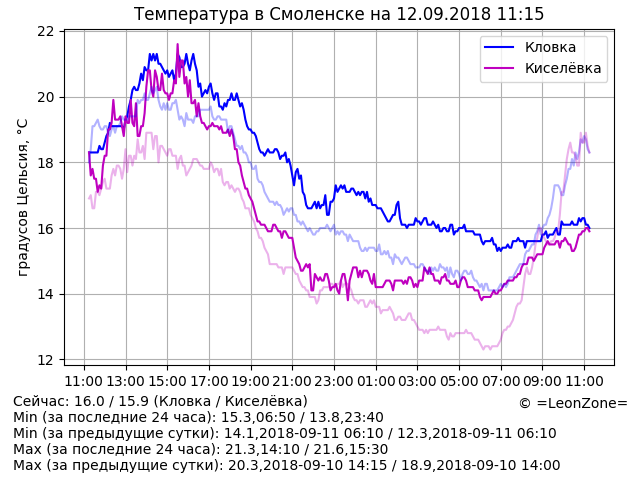 Температура в Смоленске на 12.09.2018 11:15
Кловка
Киселёвка
градусов Цельсия, °C
22
20
18
16
14
12
11:00 13:00 15:00 17:00 19:00 21:00 23:00 01:00 03:00 05:00 07:00 09:00 11:00
Сейчас: 16.0 / 15.9 (Кловка / Киселёвка)
© =LeonZone=
Min (за последние 24 часа): 15.3,06:50 / 13.8,23:40
Min (за предыдущие сутки): 14.1,2018-09-11 06:10 / 12.3,2018-09-11 06:10
Max (за последние 24 часа): 21.3,14:10 / 21.6,15:30
Max (за предыдущие сутки): 20.3,2018-09-10 14:15 / 18.9,2018-09-10 14:00